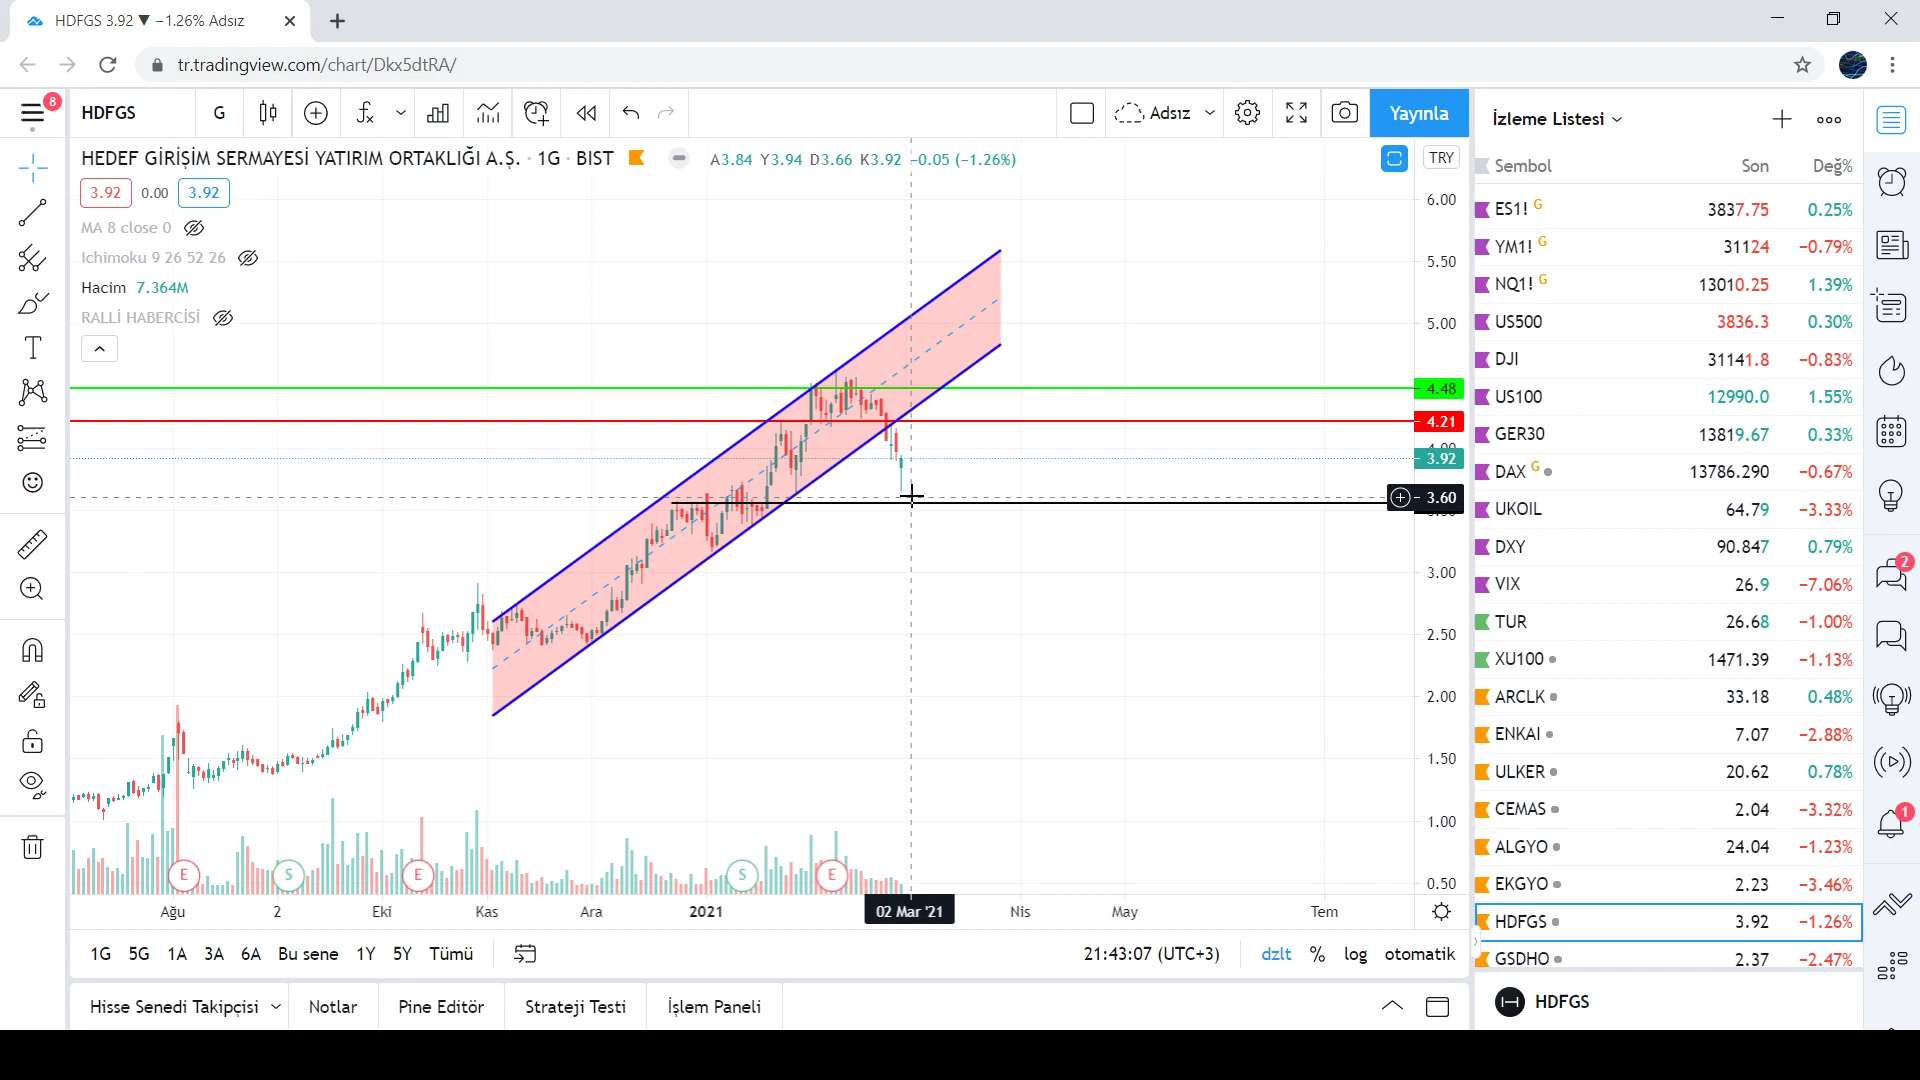 HDFGS 3.92 ▼ −1.26% Adsız
tr.tradingview.com/chart/Dkx5dtRA/
8
HDFGS
G
Adsız
Yayınla
İzleme Listesi
HEDEF GİRİŞİM SERMAYESİ YATIRIM ORTAKLIĞI A.Ş. · 1G · BIST
A3.84 Y3.94 D3.66 K3.92 −0.05 (−1.26%)
TRY
3.92 0.00 3.92
MA 8 close 0
Ichimoku 9 26 52 26
Hacim 7.364M
RALLİ HABERCİSİ
6.00
5.50
5.00
4.48
4.21
4.00
3.92
3.60
3.50
3.00
2.50
2.00
1.50
1.00
0.50
E S E S E
Ağu 2 Eki Kas Ara 2021 02 Mar '21 Nis May Tem
1G 5G 1A 3A 6A Bu sene 1Y 5Y Tümü
21:43:07 (UTC+3)
dzlt % log otomatik
Hisse Senedi Takipçisi Notlar Pine Editör Strateji Testi İşlem Paneli
Sembol Son Değ%
ES1! G 3837.75 0.25%
YM1! G 31124 −0.79%
NQ1! G 13010.25 1.39%
US500 3836.3 0.30%
DJI 31141.8 −0.83%
US100 12990.0 1.55%
GER30 13819.67 0.33%
DAX G 13786.290 −0.67%
UKOIL 64.79 −3.33%
DXY 90.847 0.79%
VIX 26.9 −7.06%
TUR 26.68 −1.00%
XU100 1471.39 −1.13%
ARCLK 33.18 0.48%
ENKAI 7.07 −2.88%
ULKER 20.62 0.78%
CEMAS 2.04 −3.32%
ALGYO 24.04 −1.23%
EKGYO 2.23 −3.46%
HDFGS 3.92 −1.26%
GSDHO 2.37 −2.47%
HDFGS
2
1